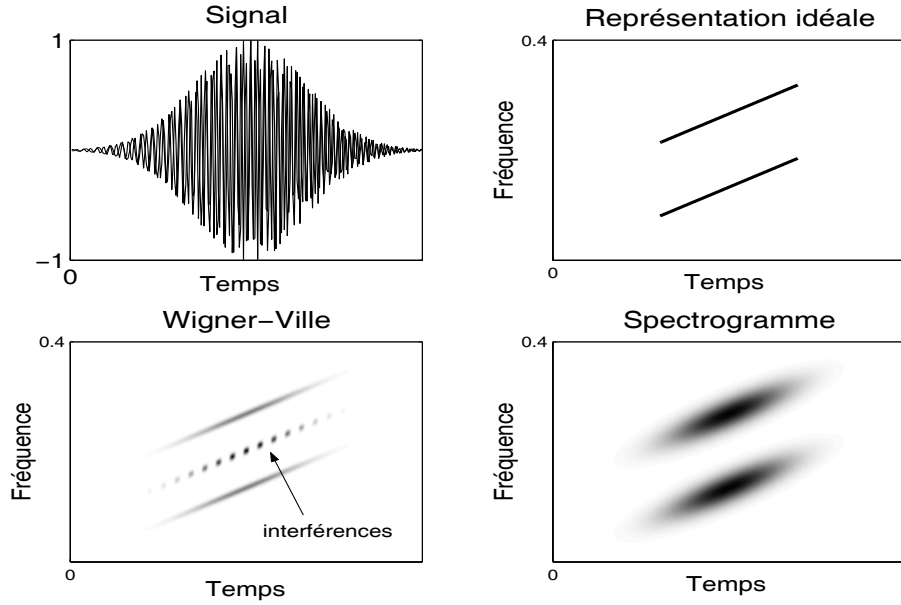 Signal
1
−1
0
Temps
Représentation idéale
0.4
Fréquence
0
Temps
Wigner−Ville
0.4
Fréquence
interférences
0
Temps
Spectrogramme
0.4
Fréquence
0
Temps